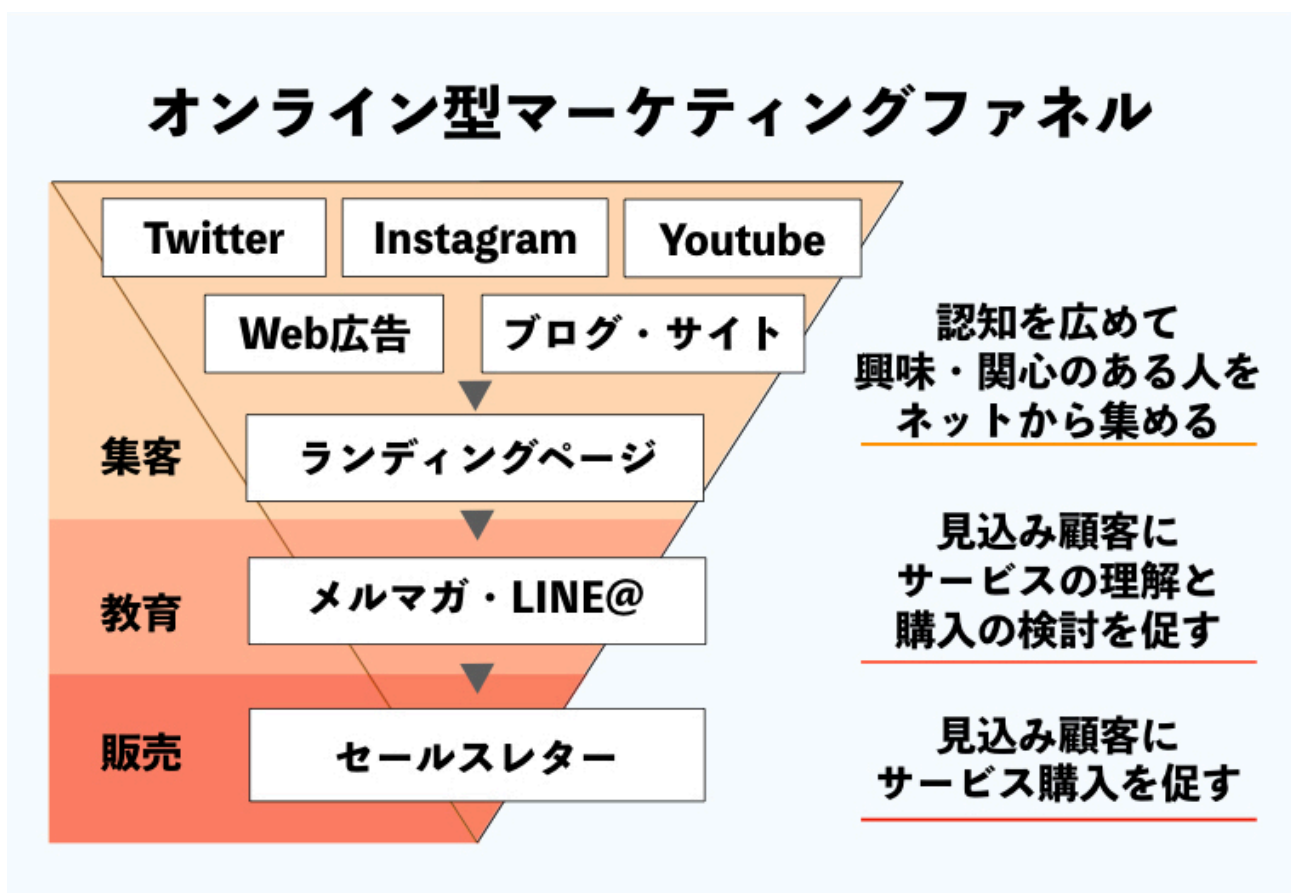 オンライン型マーケティングファネル
Twitter
Instagram
Youtube
Web広告
ブログ・サイト
ランディングページ
集客
認知を広めて
興味・関心のある人を
ネットから集める
メルマガ・LINE@
教育
見込み顧客に
サービスの理解と
購入の検討を促す
セールスレター
販売
見込み顧客に
サービス購入を促す